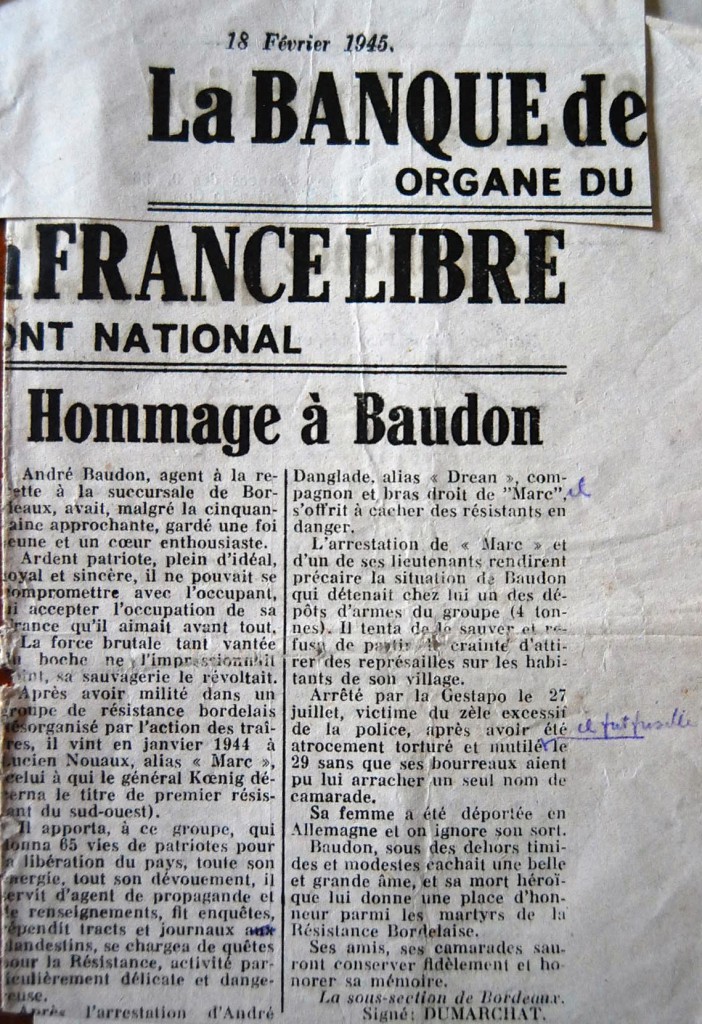 18 Février 1945.
La BANQUE de
ORGANE DU
FRANCE LIBRE
ONT NATIONAL
Hommage à Baudon
André Baudon, agent à la re-
ette à la succursale de Bor-
eaux, avait, malgré la cinquan-
aine approchante, gardé une foi
eune et un cœur enthousiaste.
Ardent patriote, plein d'idéal,
oyal et sincère, il ne pouvait se
ompromettre avec l'occupant,
i accepter l'occupation de sa
rance qu'il aimait avant tout.
La force brutale tant vantée
u boche ne l'impressionnait
oint, sa sauvagerie le révoltait.
Après avoir milité dans un
roupe de résistance bordelais
ésorganisé par l'action des traî-
res, il vint en janvier 1944 à
ucien Nouaux, alias « Marc »,
celui à qui le général Kœnig dé-
erna le titre de premier résis-
ant du sud-ouest).
Il apporta, à ce groupe, qui
onna 65 vies de patriotes pour
a libération du pays, toute son
nergie, tout son dévouement, il
ervit d'agent de propagande et
e renseignements, fit enquêtes,
épendit tracts et journaux aux
landestins, se chargea de quêtes
our la Résistance, activité par-
iculièrement délicate et dange-
euse.
Après l'arrestation d'André
Danglade, alias « Drean », com-
pagnon et bras droit de "Marc", il
s'offrit à cacher des résistants en
danger.
L'arrestation de « Marc » et
d'un de ses lieutenants rendirent
précaire la situation de Baudon
qui détenait chez lui un des dé-
pôts d'armes du groupe (4 ton-
nes). Il tenta de le sauver et re-
fusa de partir de crainte d'atti-
rer des représailles sur les habi-
tants de son village.
Arrêté par la Gestapo le 27
juillet, victime du zèle excessif
de la police, après avoir été il fut fusillé
atrocement torturé et mutilé le
29 sans que ses bourreaux aient
pu lui arracher un seul nom de
camarade.
Sa femme a été déportée en
Allemagne et on ignore son sort.
Baudon, sous des dehors timi-
des et modestes cachait une belle
et grande âme, et sa mort héroï-
que lui donne une place d'hon-
neur parmi les martyrs de la
Résistance Bordelaise.
Ses amis, ses camarades sau-
ront conserver fidèlement et ho-
norer sa mémoire.
La sous-section de Bordeaux.
Signé: DUMARCHAT.